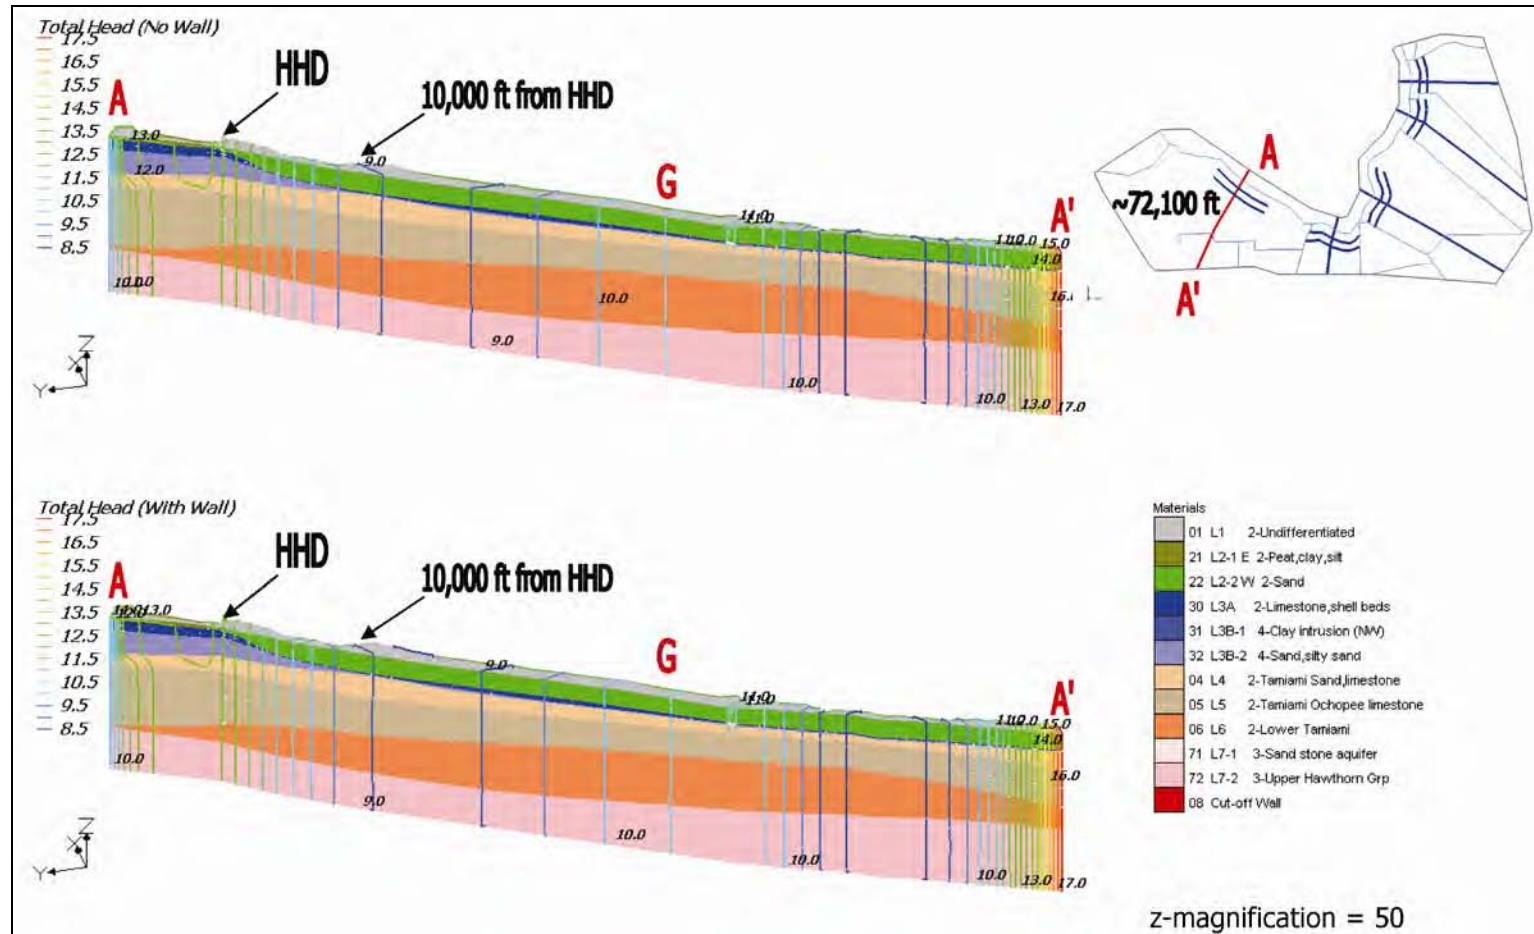 Total Head (No Wall)
17.5
16.5
15.5
14.5
13.5
12.5
11.5
10.5
9.5
8.5
A
HHD
10,000 ft from HHD
G
A'
13.0
12.0
9.0
11.0
15.0
14.0
10.0
10.0
9.0
10.0
10.0
13.0
17.0
Z
X
Y
A
~72,100 ft
A'
Total Head (With Wall)
17.5
16.5
15.5
14.5
13.5
12.5
11.5
10.5
9.5
8.5
A
HHD
10,000 ft from HHD
G
A'
13.0
9.0
11.0
15.0
14.0
16.0
10.0
9.0
10.0
10.0
10.0
13.0
17.0
Z
X
Y
Materials
01 L1 2-Undifferentiated
21 L2-1 E 2-Peat,clay,silt
22 L2-2 W 2-Sand
30 L3A 2-Limestone,shell beds
31 L3B-1 4-Clay intrusion (NW)
32 L3B-2 4-Sand,silty sand
04 L4 2-Tamiami Sand,limestone
05 L5 2-Tamiami Ochopee limestone
06 L6 2-Lower Tamiami
71 L7-1 3-Sand stone aquifer
72 L7-2 3-Upper Hawthorn Grp
08 Cut-off Wall
z-magnification = 50